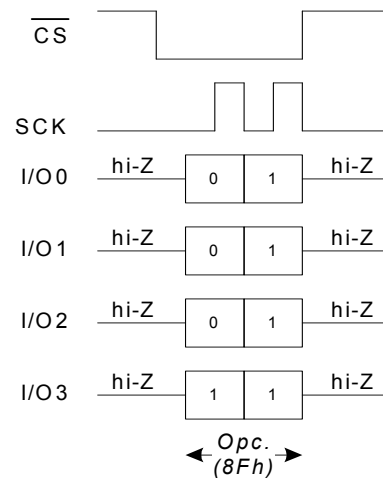 CS
SCK
hi-Z hi-Z
I/O0 0 1
hi-Z hi-Z
I/O1 0 1
hi-Z hi-Z
I/O2 0 1
hi-Z hi-Z
I/O3 1 1
Opc.
(8Fh)